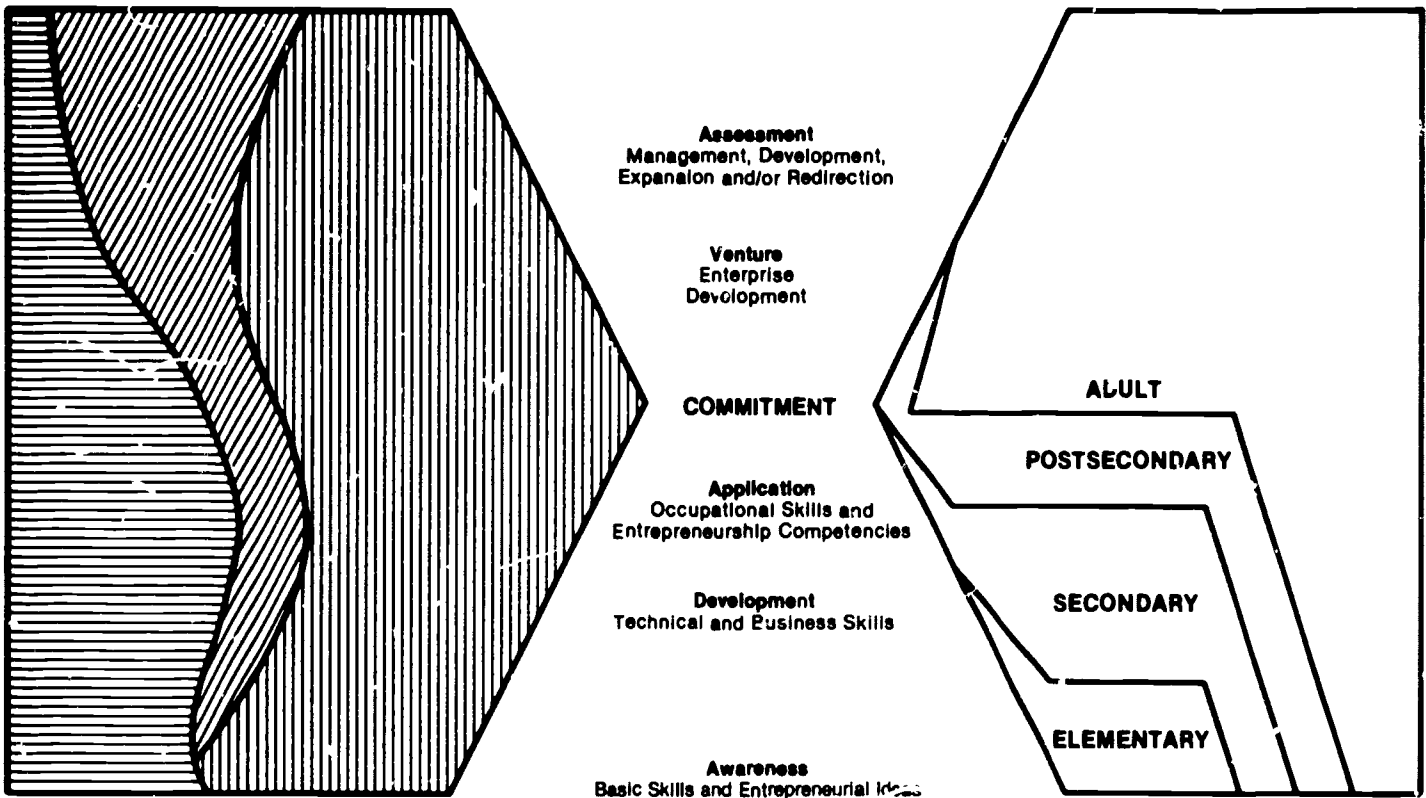 Assessment
Management, Development,
Expansion and/or Redirection
Venture
Enterprise
Development
COMMITMENT
Application
Occupational Skills and
Entrepreneurship Competencies
Development
Technical and Business Skills
Awareness
Basic Skills and Entrepreneurial Ideas
ADULT
POSTSECONDARY
SECONDARY
ELEMENTARY